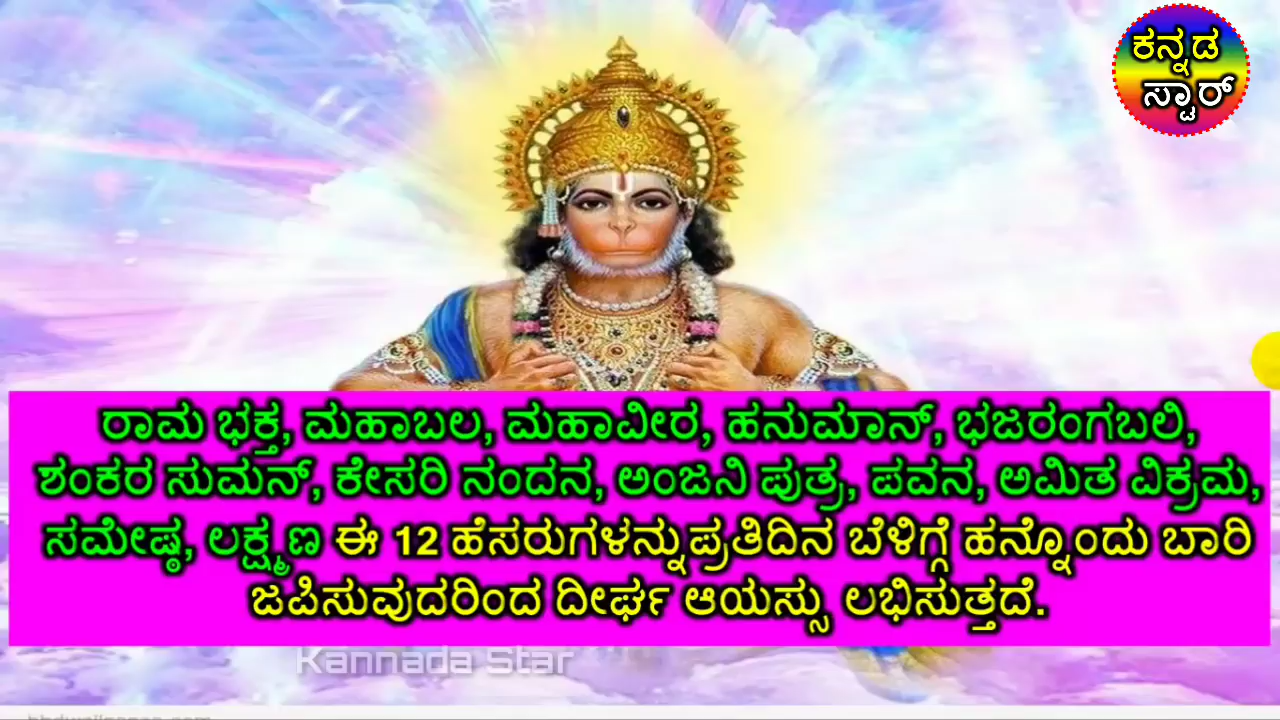 ಕನ್ನಡ
ಸ್ಟಾರ್
ರಾಮ ಭಕ್ತ, ಮಹಾಬಲ, ಮಹಾವೀರ, ಹನುಮಾನ್, ಭಜರಂಗಬಲಿ,
ಶಂಕರ ಸುಮನ್, ಕೇಸರಿ ನಂದನ, ಅಂಜನಿ ಪುತ್ರ, ಪವನ, ಅಮಿತ ವಿಕ್ರಮ,
ಸಮೇಷ್ಠ, ಲಕ್ಷ್ಮಣ ಈ 12 ಹೆಸರುಗಳನ್ನುಪ್ರತಿದಿನ ಬೆಳಿಗ್ಗೆ ಹನ್ನೊಂದು ಬಾರಿ
ಜಪಿಸುವುದರಿಂದ ದೀರ್ಘ ಆಯಸ್ಸು ಲಭಿಸುತ್ತದೆ.
Kannada Star